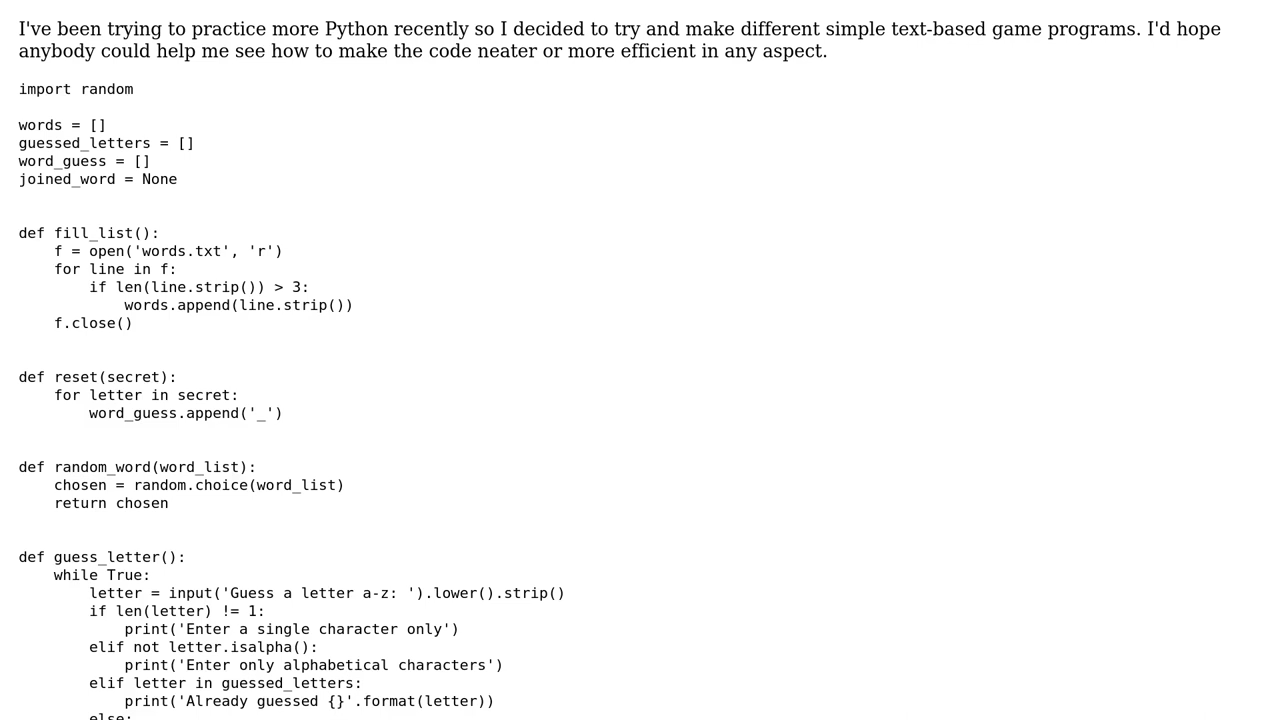 I've been trying to practice more Python recently so I decided to try and make different simple text-based game programs. I'd hope
anybody could help me see how to make the code neater or more efficient in any aspect.
import random
words = []
guessed_letters = []
word_guess = []
joined_word = None
def fill_list():
    f = open('words.txt', 'r')
    for line in f:
        if len(line.strip()) > 3:
            words.append(line.strip())
    f.close()
def reset(secret):
    for letter in secret:
        word_guess.append('_')
def random_word(word_list):
    chosen = random.choice(word_list)
    return chosen
def guess_letter():
    while True:
        letter = input('Guess a letter a-z: ').lower().strip()
        if len(letter) != 1:
            print('Enter a single character only')
        elif not letter.isalpha():
            print('Enter only alphabetical characters')
        elif letter in guessed_letters:
            print('Already guessed {}'.format(letter))
        else: